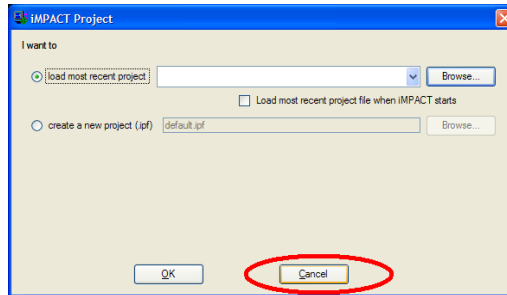 iMPACT Project
I want to
load most recent project Browse...
Load most recent project file when iMPACT starts
create a new project (.ipf) default.ipf Browse...
OK Cancel